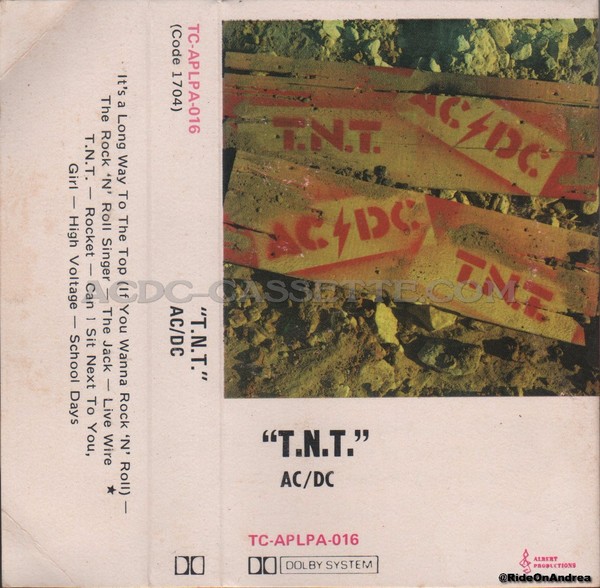 It's a Long Way To The Top (If You Wanna Rock 'N' Roll) —
The Rock 'N' Roll Singer — The Jack — Live Wire ★
T.N.T. — Rocket — Can I Sit Next To You,
Girl — High Voltage — School Days
TC-APLPA-016
(Code 1704)
"T.N.T."
AC/DC
T.N.T.
AC/DC
AC/DC
T.N.T.
ACDC-CASSETTE.COM
"T.N.T."
AC/DC
TC-APLPA-016
DOLBY SYSTEM
ALBERT
PRODUCTIONS
@RideOnAndrea